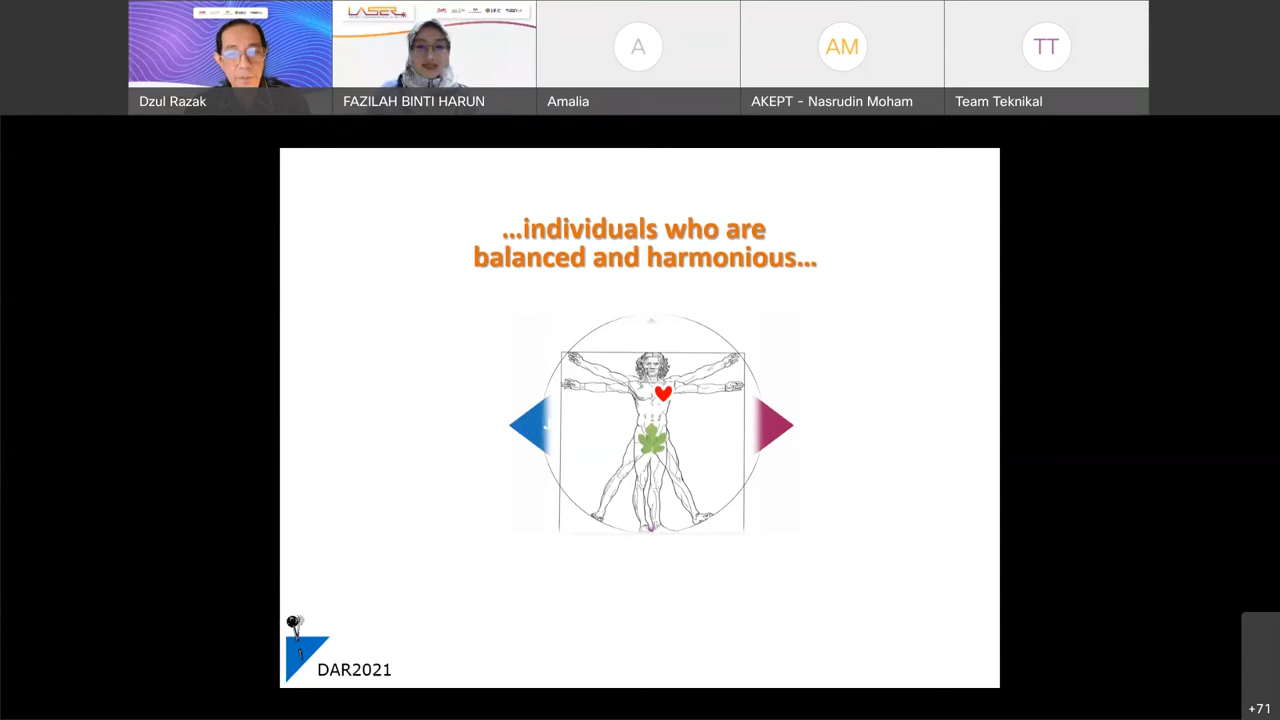 LASER
Dzul Razak
FAZILAH BINTI HARUN
A
Amalia
AM
AKEPT - Nasrudin Moham
TT
Team Teknikal
...individuals who are
balanced and harmonious...
DAR2021
+71